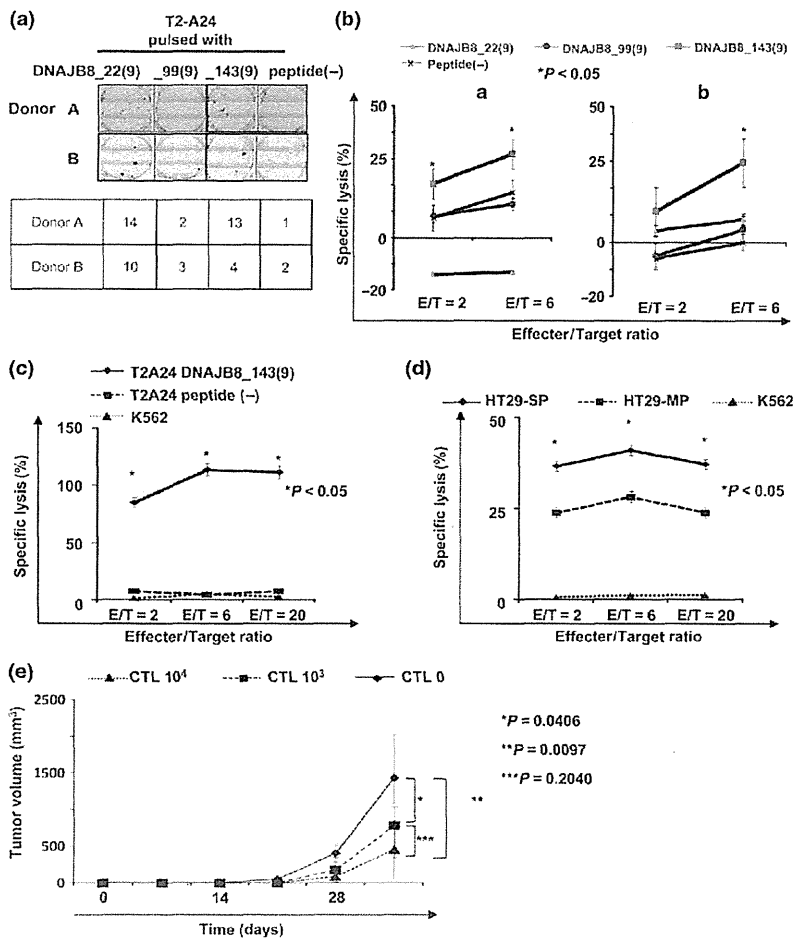 (a)
T2-A24
pulsed with
DNAJB8_22(9) _99(9) _143(9) peptide(–)
Donor A
B
Donor A 14 2 13 1
Donor B 10 3 4 2
(b)
DNAJB8_22(9) DNAJB8_99(9) DNAJB8_143(9)
Peptide(–)
*P < 0.05
a
b
Specific lysis (%)
50
25
0
–20
* *
E/T = 2 E/T = 6
50
25
0
–20
*
E/T = 2 E/T = 6
Effecter/Target ratio
(c)
T2A24 DNAJB8_143(9)
T2A24 peptide (–)
K562
Specific lysis (%)
150
100
50
0
* * *
*P < 0.05
E/T = 2 E/T = 6 E/T = 20
Effecter/Target ratio
(d)
HT29-SP HT29-MP K562
Specific lysis (%)
50
25
0
* * *
*P < 0.05
E/T = 2 E/T = 6 E/T = 20
Effecter/Target ratio
(e)
CTL 10⁴ CTL 10³ CTL 0
Tumor volume (mm³)
2500
1500
500
0
0 14 28
Time (days)
*
**
***
*P = 0.0406
**P = 0.0097
***P = 0.2040